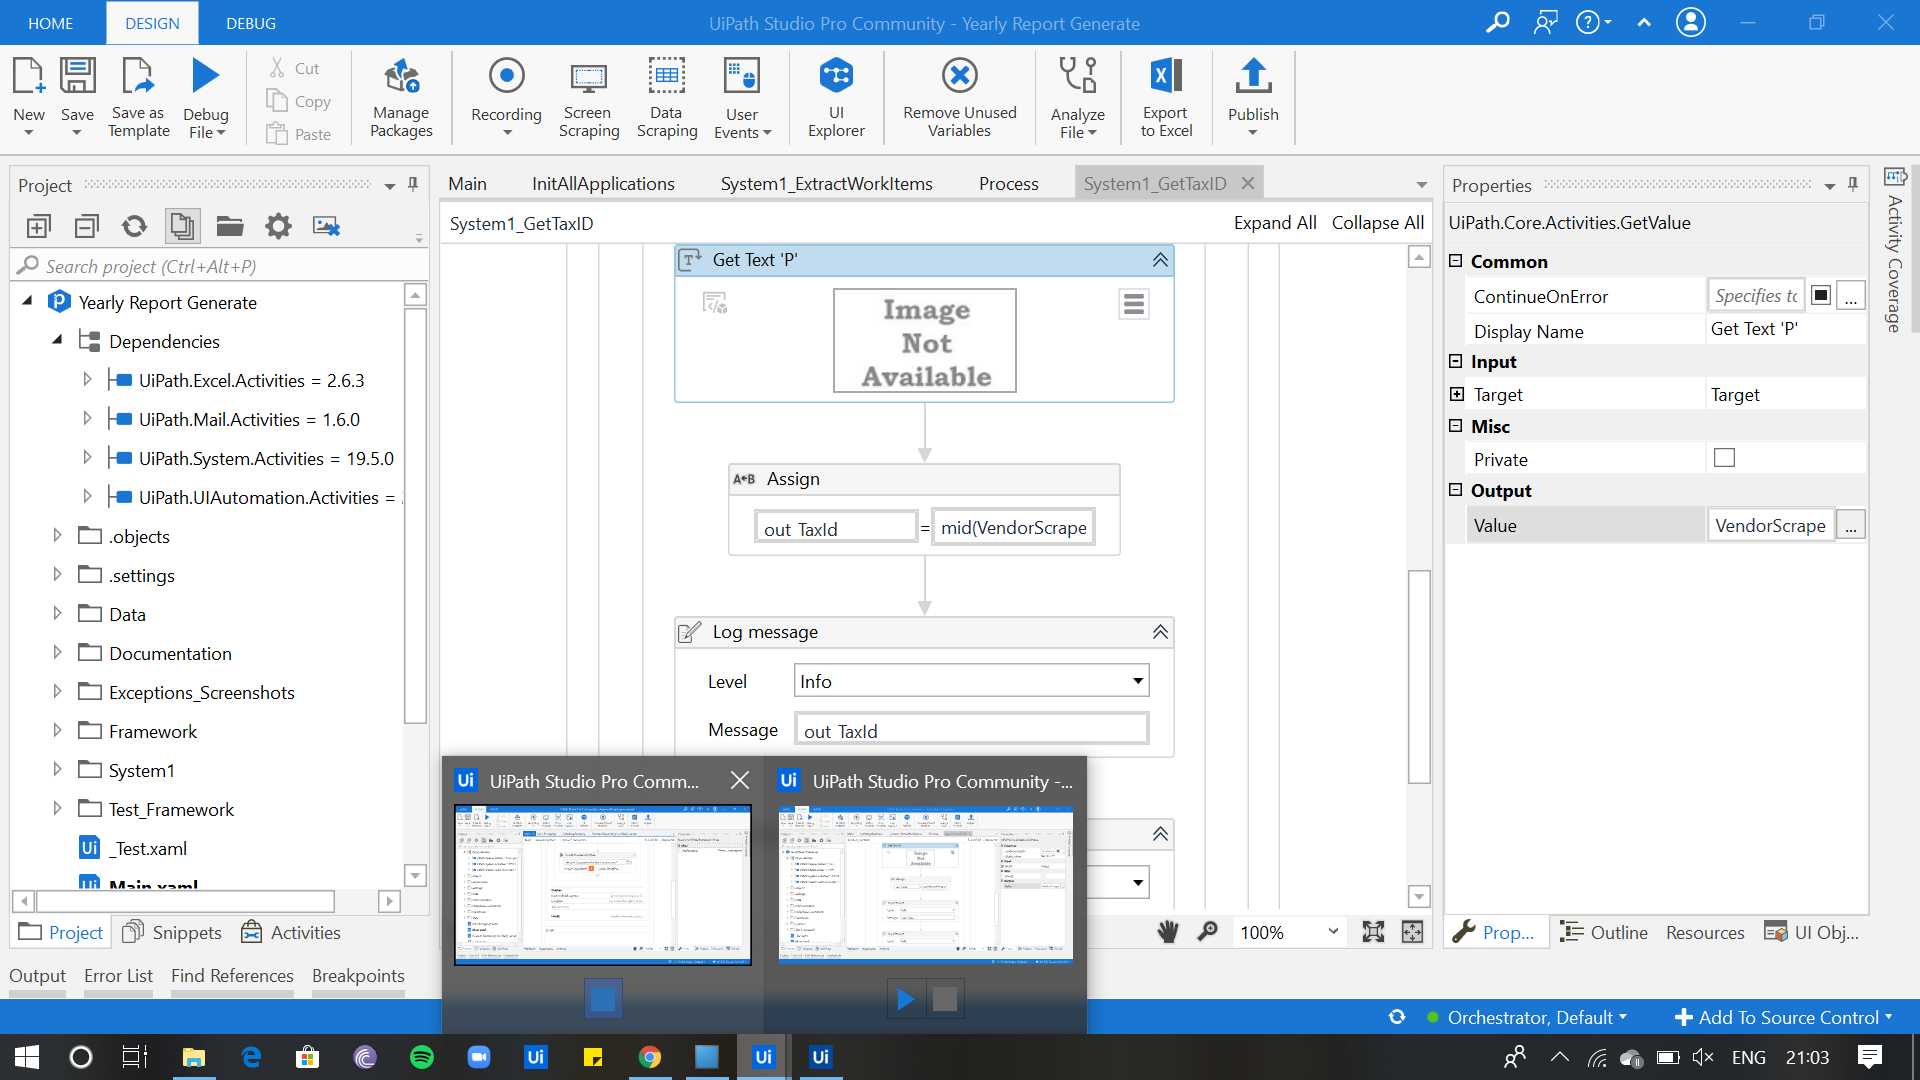 HOME
DESIGN
DEBUG
UiPath Studio Pro Community - Yearly Report Generate
New
Save
Save as
Template
Debug
File
Cut
Copy
Paste
Manage
Packages
Recording
Screen
Scraping
Data
Scraping
User
Events
UI
Explorer
Remove Unused
Variables
Analyze
File
Export
to Excel
Publish
Project
Search project (Ctrl+Alt+P)
Yearly Report Generate
Dependencies
UiPath.Excel.Activities = 2.6.3
UiPath.Mail.Activities = 1.6.0
UiPath.System.Activities = 19.5.0
UiPath.UIAutomation.Activities =
.objects
.settings
Data
Documentation
Exceptions_Screenshots
Framework
System1
Test_Framework
_Test.xaml
Main.xaml
Project
Snippets
Activities
Output
Error List
Find References
Breakpoints
Main
InitAllApplications
System1_ExtractWorkItems
Process
System1_GetTaxID
System1_GetTaxID
Expand All
Collapse All
Get Text 'P'
Image
Not
Available
A←B Assign
out_TaxId
=
mid(VendorScrape
Log message
Level
Info
Message
out_TaxId
UiPath Studio Pro Comm...
UiPath Studio Pro Community -...
100%
Properties
UiPath.Core.Activities.GetValue
Common
ContinueOnError
Specifies to
...
Display Name
Get Text 'P'
Input
Target
Target
Misc
Private
Output
Value
VendorScrape
...
Activity Coverage
Prop...
Outline
Resources
UI Obj...
Orchestrator, Default
Add To Source Control
ENG
21:03